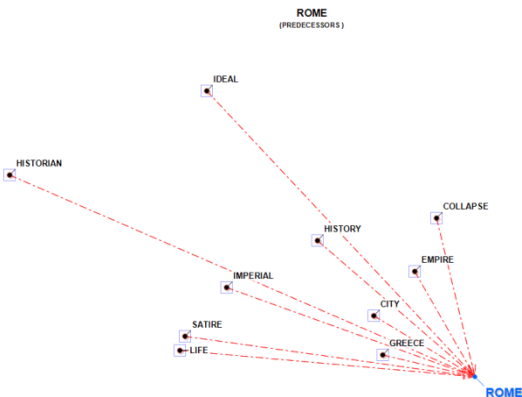 ROME
(PREDECESSORS )
IDEAL
HISTORIAN
COLLAPSE
HISTORY
EMPIRE
IMPERIAL
CITY
SATIRE
GREECE
LIFE
ROME